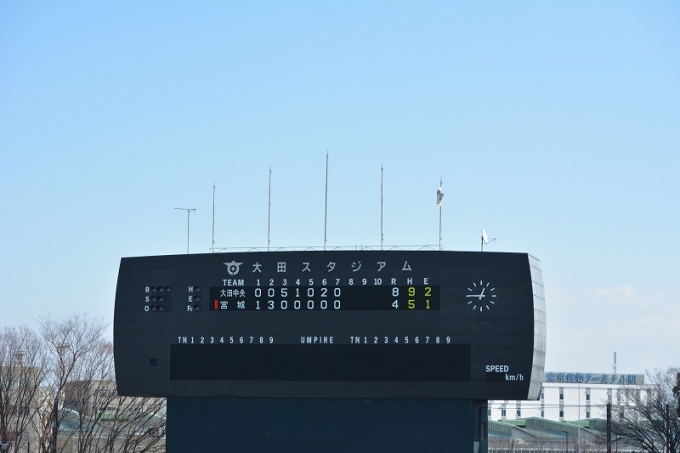 大田スタジアム
TEAM 1 2 3 4 5 6 7 8 9 10 R H E
大田中央 0 0 5 1 0 2 0 8 9 2
宮城 1 3 0 0 0 0 0 4 5 1
B H
S E
O Fc
TN 1 2 3 4 5 6 7 8 9 UMPIRE TN 1 2 3 4 5 6 7 8 9
SPEED
km/h